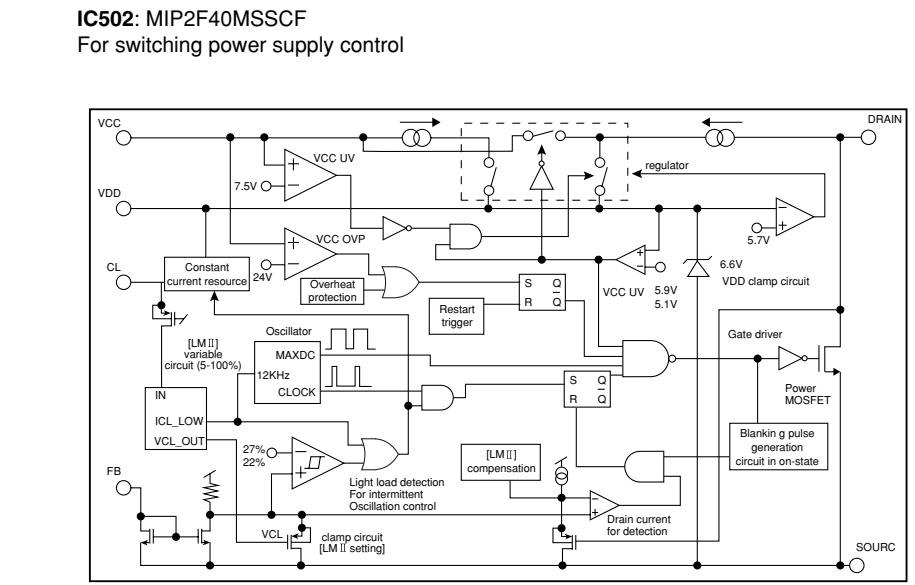 IC502: MIP2F40MSSCF
For switching power supply control
VCC
DRAIN
VCC UV
regulator
7.5V
VDD
5.7V
VCC OVP
CL
Constant
current resource
24V
6.6V
VDD clamp circuit
Overheat
protection
S Q
R Q
VCC UV
5.9V
5.1V
Restart
trigger
[LMⅡ]
variable
circuit (5-100%)
Oscillator
MAXDC
12KHz
CLOCK
Gate driver
Power
MOSFET
S Q
R Q
IN
ICL_LOW
VCL_OUT
27%
22%
[LMⅡ]
compensation
Blankin g pulse
generation
circuit in on-state
FB
Light load detection
For intermittent
Oscillation control
VCL
clamp circuit
[LMⅡ setting]
Drain current
for detection
SOURC